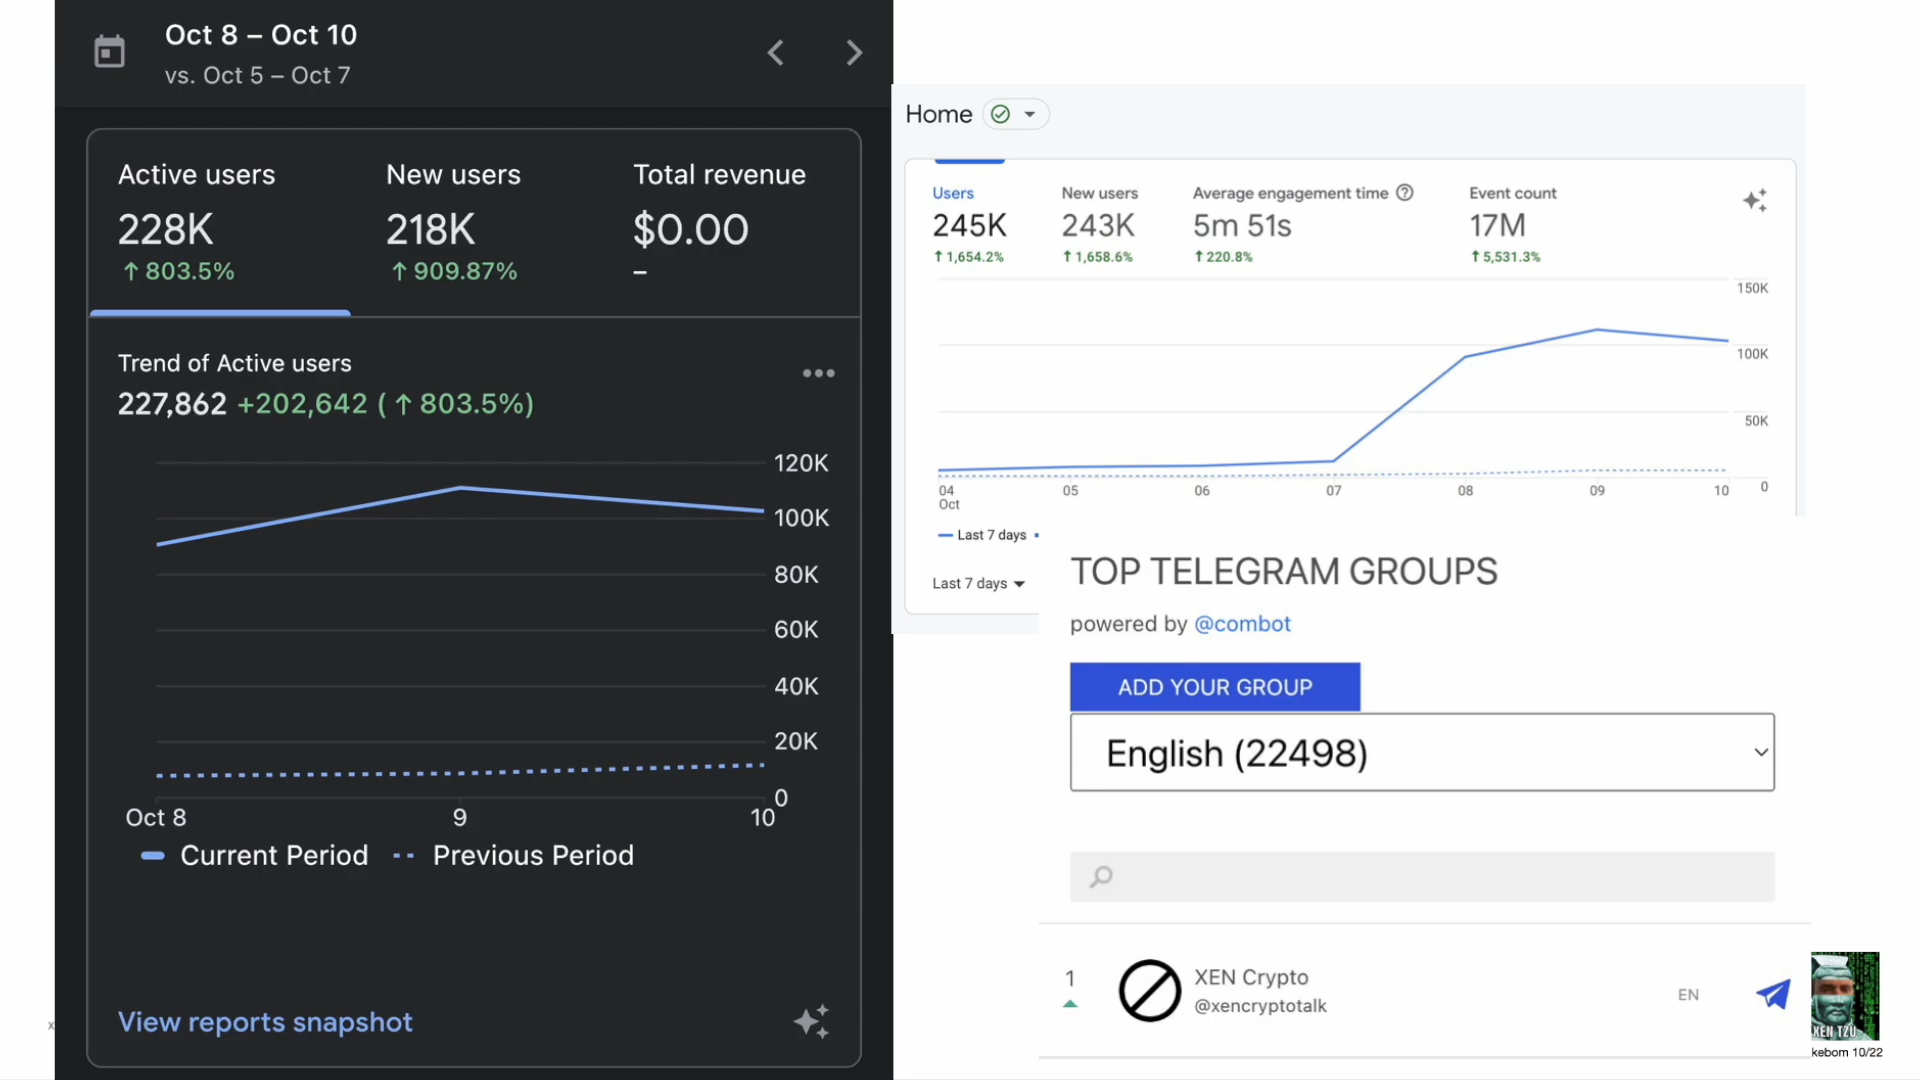 Oct 8 – Oct 10
vs. Oct 5 – Oct 7
Active users
228K
↑ 803.5%
New users
218K
↑ 909.87%
Total revenue
$0.00
–
Trend of Active users
227,862 +202,642 ( ↑ 803.5%)
120K
100K
80K
60K
40K
20K
0
Oct 8
9
10
Current Period
Previous Period
View reports snapshot
x
Home
Users
245K
↑ 1,654.2%
New users
243K
↑ 1,658.6%
Average engagement time
5m 51s
↑ 220.8%
Event count
17M
↑ 5,531.3%
150K
100K
50K
0
04
Oct
05
06
07
08
09
10
Last 7 days
Last 7 days
TOP TELEGRAM GROUPS
powered by @combot
ADD YOUR GROUP
English (22498)
1
XEN Crypto
@xencryptotalk
EN
XEN TZU
kebom 10/22